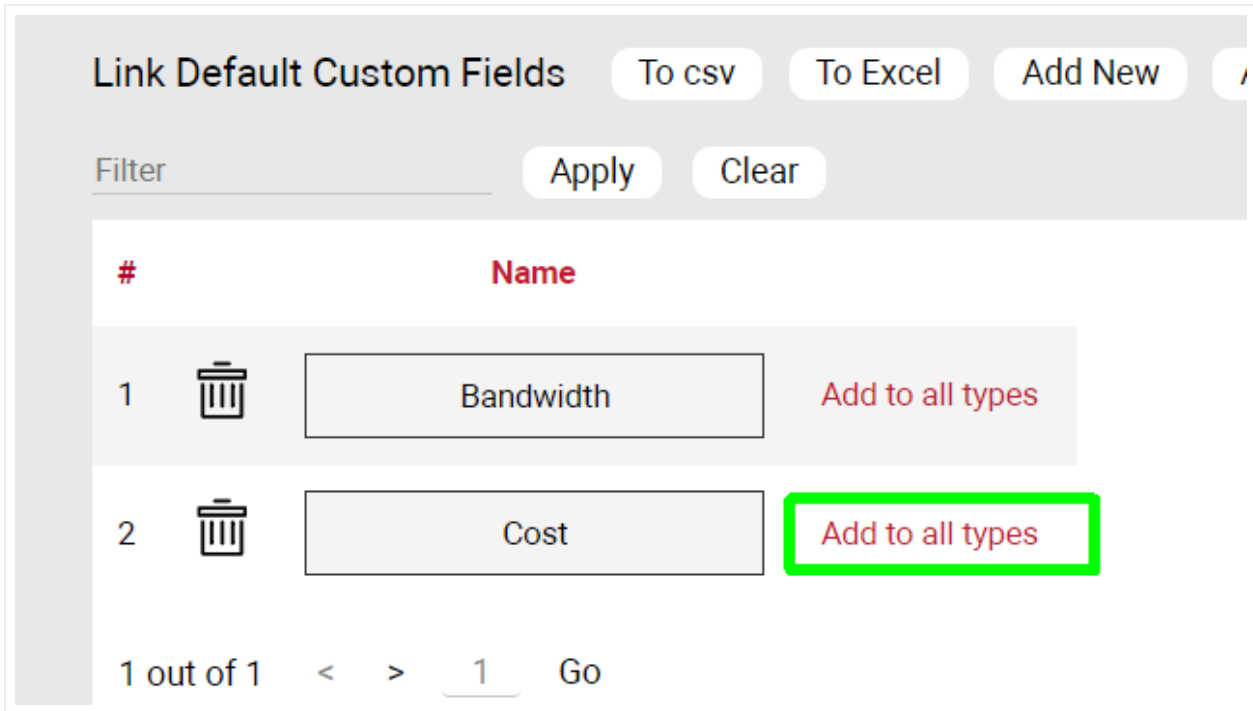 Link Default Custom Fields To csv To Excel Add New
Filter Apply Clear
# Name
1 Bandwidth Add to all types
2 Cost Add to all types
1 out of 1 < > 1 Go